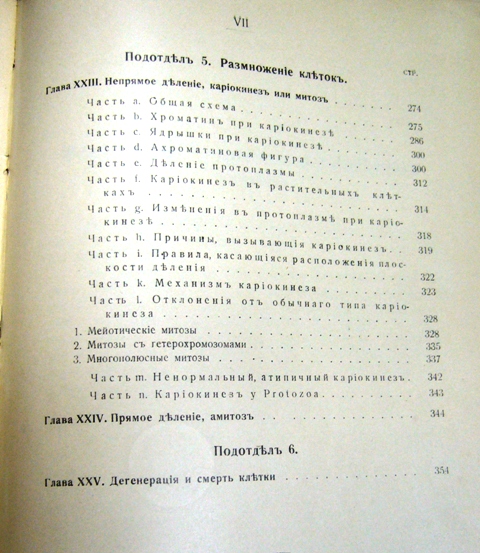 VII
Подотдѣлъ 5. Размноженіе клѣтокъ.
СТР.
Глава XXIII. Непрямое дѣленіе, каріокинезъ или митозъ . . . . . . . 274
Часть a. Общая схема . . . . . . . . . . . . 275
Часть b. Хроматинъ при каріокинезѣ . . . . . . 286
Часть c. Ядрышки при каріокинезѣ . . . . . . . 300
Часть d. Ахроматиновая фигура . . . . . . . . 300
Часть e. Дѣленіе протоплазмы . . . . . . . . 312
Часть f. Каріокинезъ въ растительныхъ клѣт-
кахъ . . . . . . . . . . . . . . . . 314
Часть g. Измѣненія въ протоплазмѣ при каріо-
кинезѣ . . . . . . . . . . . . . . . 318
Часть h. Причины, вызывающія каріокинезъ . . 319
Часть i. Правила, касающіяся расположенія плос-
кости дѣленія . . . . . . . . . . . . 322
Часть k. Механизмъ каріокинеза . . . . . . . 323
Часть l. Отклоненія отъ обычнаго типа каріо-
кинеза . . . . . . . . . . . . . . . 328
1. Мейотическіе митозы . . . . . . . . . . . . 328
2. Митозы съ гетерохромозомами . . . . . . . . . 335
3. Многополюсные митозы . . . . . . . . . . . 337
Часть m. Ненормальный, атипичный каріокинезъ . 342
Часть n. Каріокинезъ у Protozoa . . . . . . . 343
Глава XXIV. Прямое дѣленіе, амитозъ . . . . . . . . . . . 344
Подотдѣлъ 6.
Глава XXV. Дегенерація и смерть клѣтки . . . . . . . . . . 354